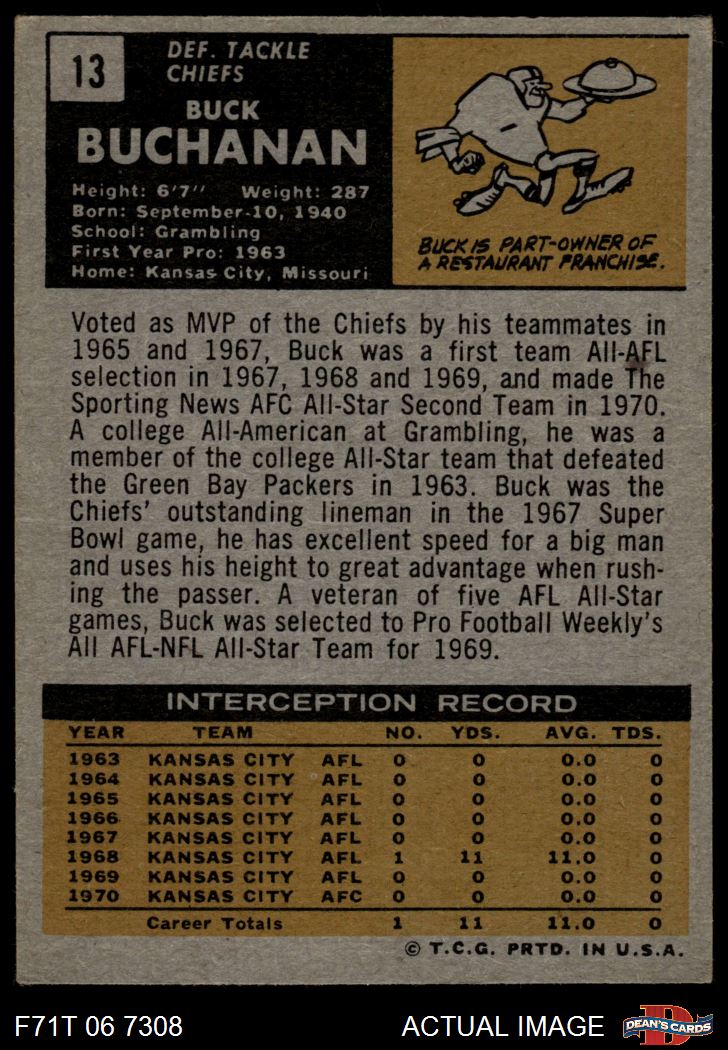 13
DEF. TACKLE
CHIEFS
BUCK
BUCHANAN
Height: 6'7" Weight: 287
Born: September 10, 1940
School: Grambling
First Year Pro: 1963
Home: Kansas City, Missouri
BUCK IS PART-OWNER OF
A RESTAURANT FRANCHISE.
Voted as MVP of the Chiefs by his teammates in
1965 and 1967, Buck was a first team All-AFL
selection in 1967, 1968 and 1969, and made The
Sporting News AFC All-Star Second Team in 1970.
A college All-American at Grambling, he was a
member of the college All-Star team that defeated
the Green Bay Packers in 1963. Buck was the
Chiefs' outstanding lineman in the 1967 Super
Bowl game, he has excellent speed for a big man
and uses his height to great advantage when rush-
ing the passer. A veteran of five AFL All-Star
games, Buck was selected to Pro Football Weekly's
All AFL-NFL All-Star Team for 1969.
INTERCEPTION RECORD
YEAR TEAM NO. YDS. AVG. TDS.
1963 KANSAS CITY AFL 0 0 0.0 0
1964 KANSAS CITY AFL 0 0 0.0 0
1965 KANSAS CITY AFL 0 0 0.0 0
1966 KANSAS CITY AFL 0 0 0.0 0
1967 KANSAS CITY AFL 0 0 0.0 0
1968 KANSAS CITY AFL 1 11 11.0 0
1969 KANSAS CITY AFL 0 0 0.0 0
1970 KANSAS CITY AFC 0 0 0.0 0
Career Totals 1 11 11.0 0
© T.C.G. PRTD. IN U.S.A.
F71T 06 7308 ACTUAL IMAGE
D
DEAN'S CARDS